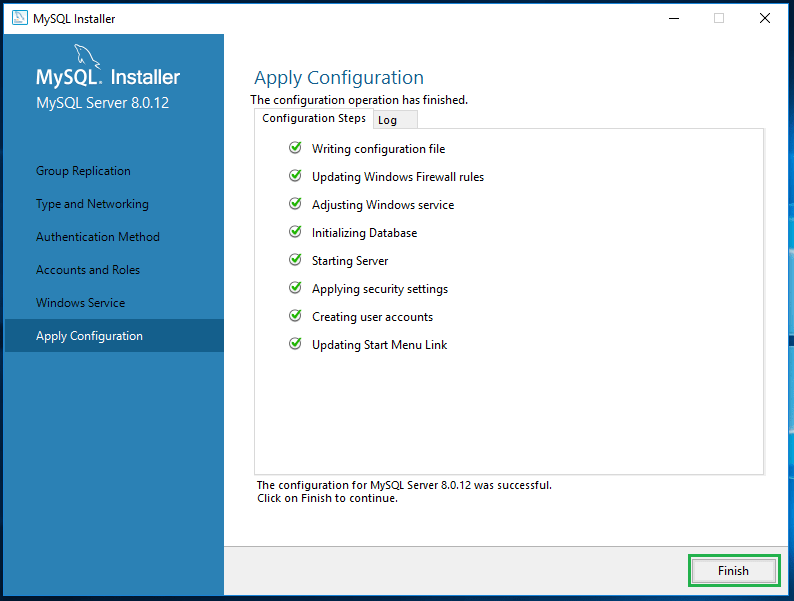 MySQL Installer
MySQL. Installer
MySQL Server 8.0.12
Group Replication
Type and Networking
Authentication Method
Accounts and Roles
Windows Service
Apply Configuration
Apply Configuration
The configuration operation has finished.
Configuration Steps
Log
Writing configuration file
Updating Windows Firewall rules
Adjusting Windows service
Initializing Database
Starting Server
Applying security settings
Creating user accounts
Updating Start Menu Link
The configuration for MySQL Server 8.0.12 was successful.
Click on Finish to continue.
Finish